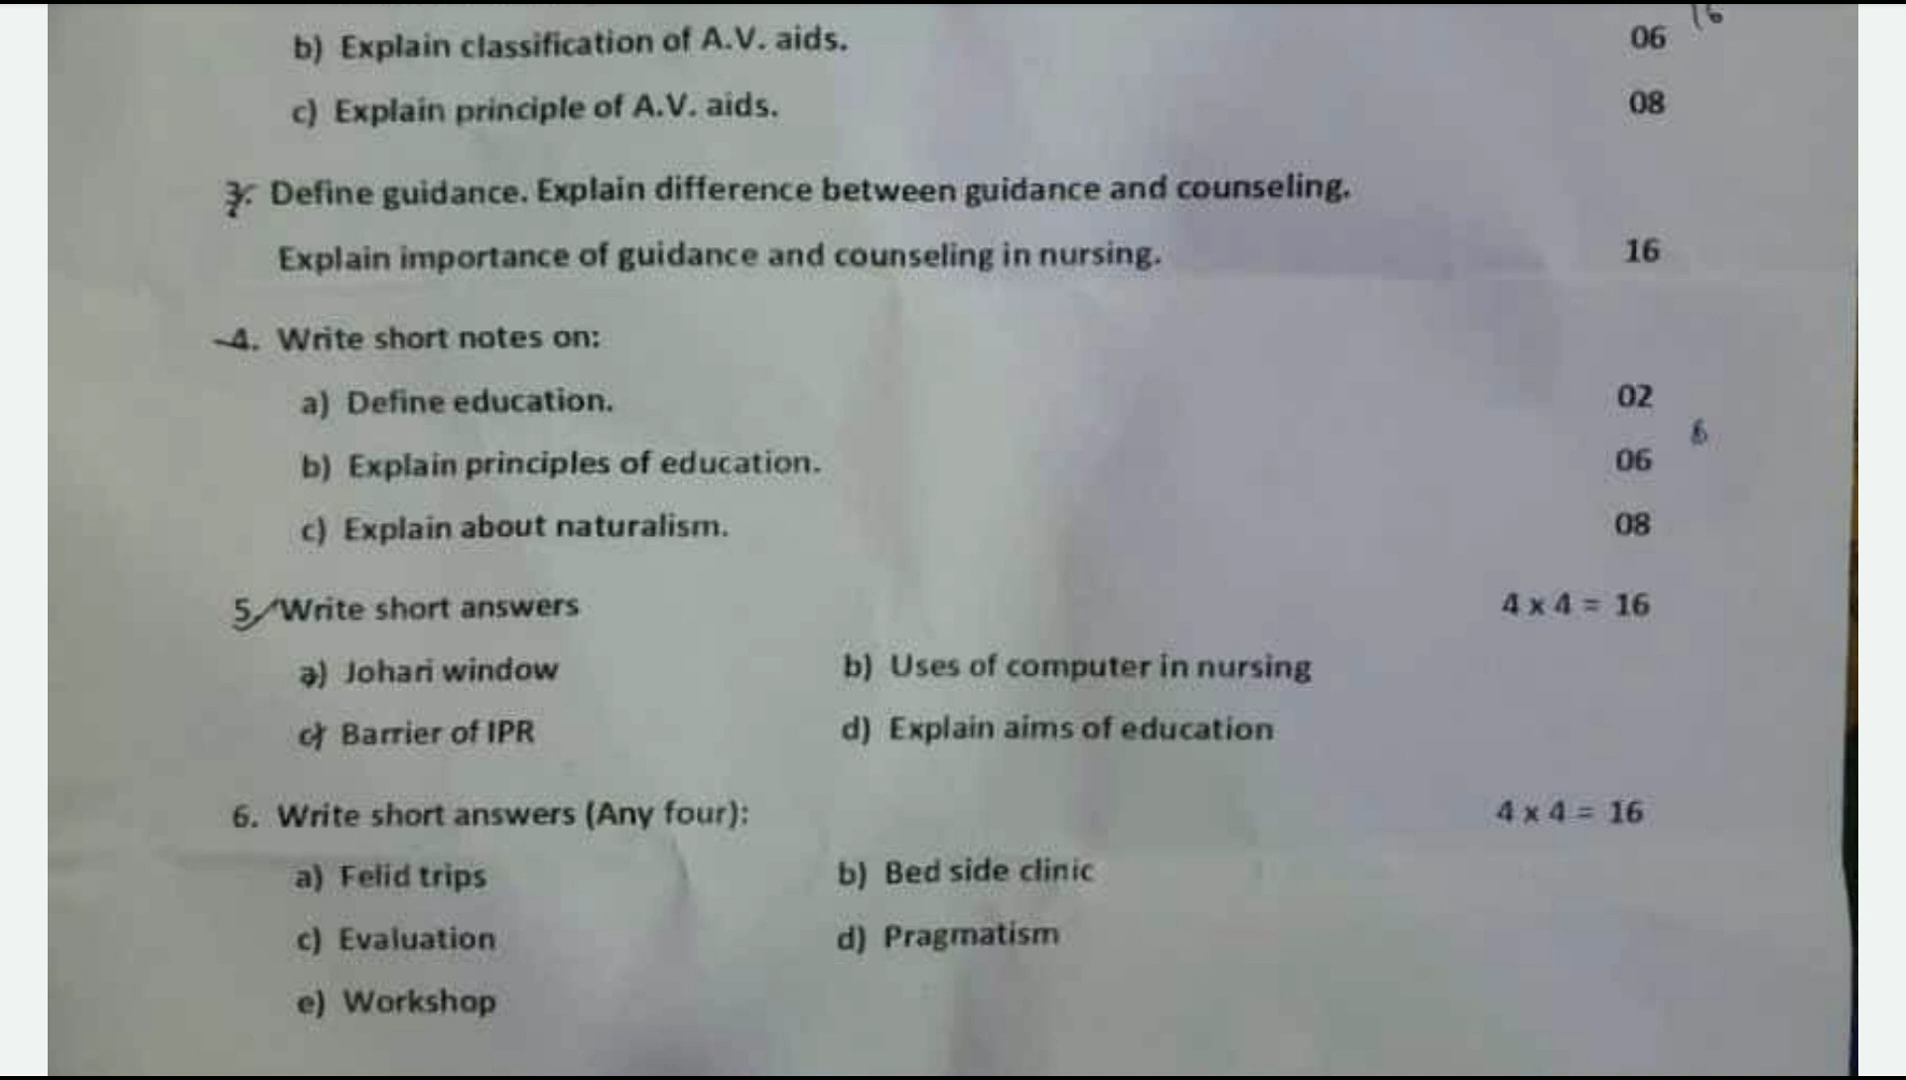 16
b) Explain classification of A.V. aids. 06
c) Explain principle of A.V. aids. 08
3. Define guidance. Explain difference between guidance and counseling.
Explain importance of guidance and counseling in nursing. 16
4. Write short notes on:
a) Define education. 02
6
b) Explain principles of education. 06
c) Explain about naturalism. 08
5. Write short answers 4 x 4 = 16
a) Johari window b) Uses of computer in nursing
c) Barrier of IPR d) Explain aims of education
6. Write short answers (Any four): 4 x 4 = 16
a) Felid trips b) Bed side clinic
c) Evaluation d) Pragmatism
e) Workshop